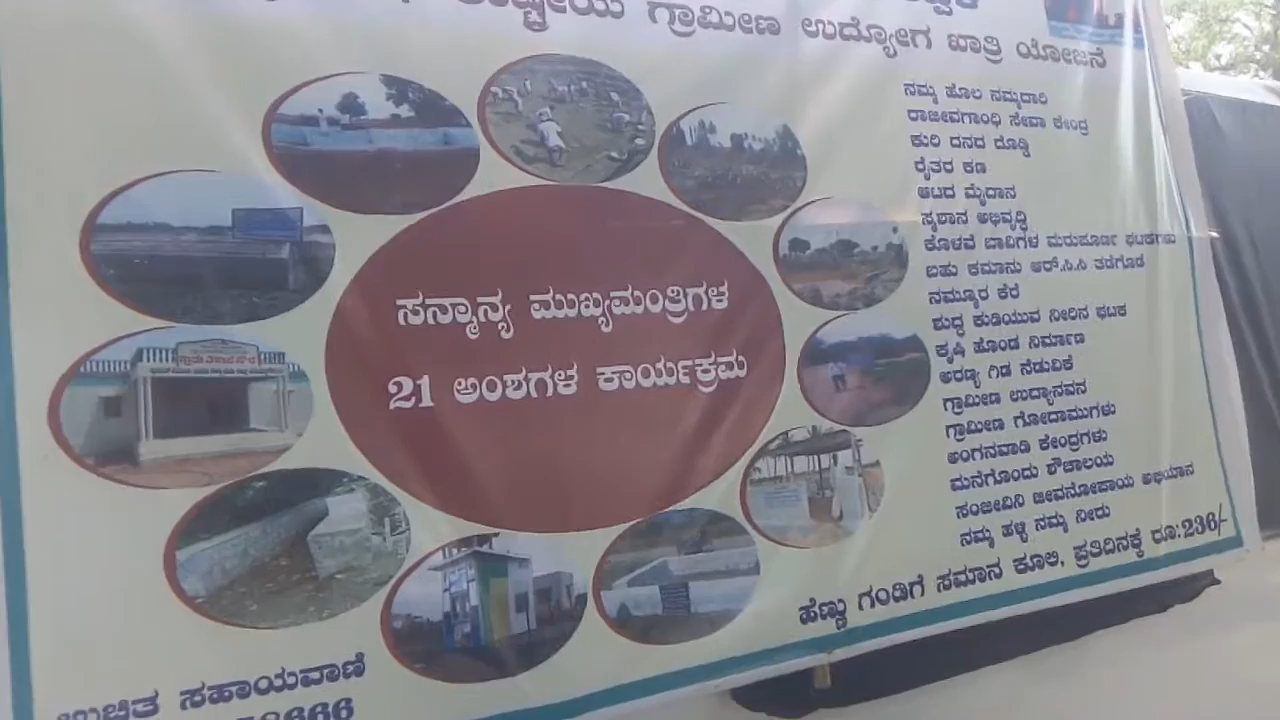 ಗ್ರಾಮೀಣ ಉದ್ಯೋಗ ಖಾತ್ರಿ ಯೋಜನೆ
ಸನ್ಮಾನ್ಯ ಮುಖ್ಯಮಂತ್ರಿಗಳ
21 ಅಂಶಗಳ ಕಾರ್ಯಕ್ರಮ
ನಮ್ಮ ಹೊಲ ನಮ್ಮದಾರಿ
ರಾಜೀವಗಾಂಧಿ ಸೇವಾ ಕೇಂದ್ರ
ಕುರಿ ದನದ ದೊಡ್ಡಿ
ರೈತರ ಕಣ
ಆಟದ ಮೈದಾನ
ಸ್ಮಶಾನ ಅಭಿವೃದ್ಧಿ
ಕೊಳವೆ ಬಾವಿಗಳ ಮರುಪೂರ್ಣ ಘಟಕಗಳು
ಬಹು ಕಮಾನು ಆರ್.ಸಿ.ಸಿ ತಡೆಗೋಡೆ
ನಮ್ಮೂರ ಕೆರೆ
ಶುದ್ಧ ಕುಡಿಯುವ ನೀರಿನ ಘಟಕ
ಕೃಷಿ ಹೊಂಡ ನಿರ್ಮಾಣ
ಅರಣ್ಯ ಗಿಡ ನೆಡುವಿಕೆ
ಗ್ರಾಮೀಣ ಉದ್ಯಾನವನ
ಗ್ರಾಮೀಣ ಗೋದಾಮುಗಳು
ಅಂಗನವಾಡಿ ಕೇಂದ್ರಗಳು
ಮನೆಗೊಂದು ಶೌಚಾಲಯ
ಸಂಜೀವಿನಿ ಜೀವನೋಪಾಯ ಅಭಿಯಾನ
ನಮ್ಮ ಹಳ್ಳಿ ನಮ್ಮ ನೀರು
ಹೆಣ್ಣು ಗಂಡಿಗೆ ಸಮಾನ ಕೂಲಿ, ಪ್ರತಿದಿನಕ್ಕೆ ರೂ:236/-
ಉಚಿತ ಸಹಾಯವಾಣಿ